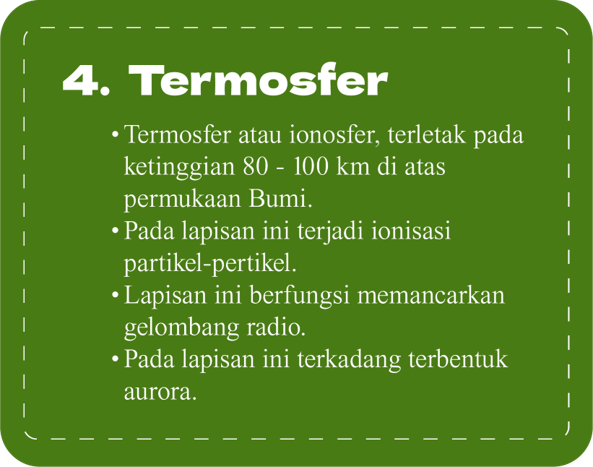 4. Termosfer
• Termosfer atau ionosfer, terletak pada
ketinggian 80 - 100 km di atas
permukaan Bumi.
• Pada lapisan ini terjadi ionisasi
partikel-pertikel.
• Lapisan ini berfungsi memancarkan
gelombang radio.
• Pada lapisan ini terkadang terbentuk
aurora.